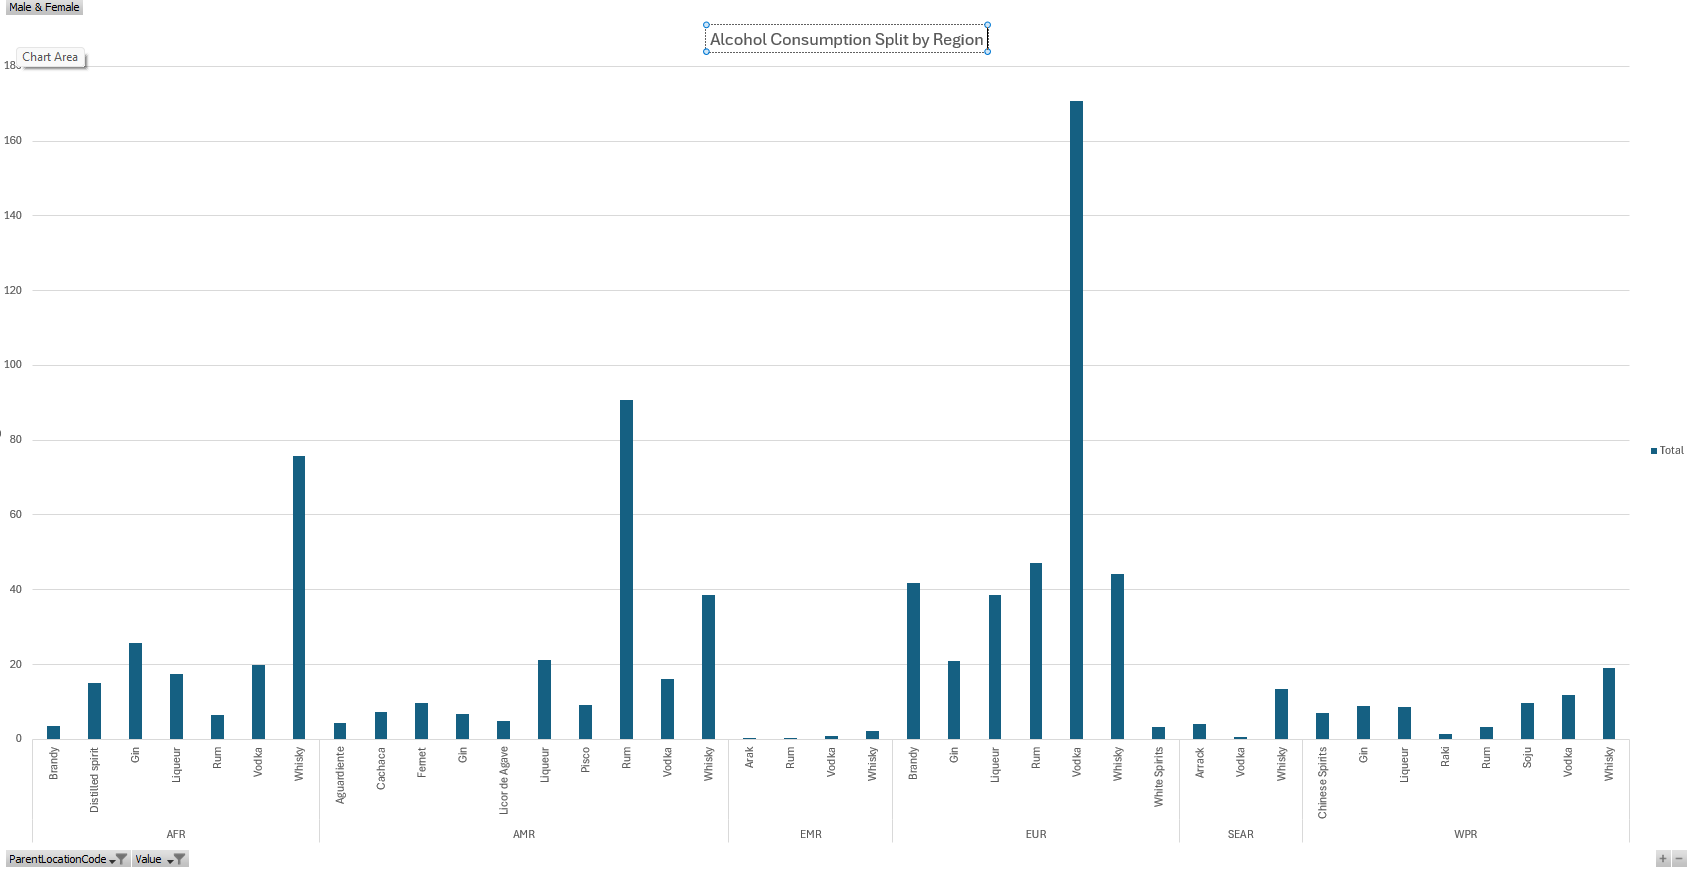 Male & Female
Alcohol Consumption Split by Region
Chart Area
180
160
140
120
100
80
60
40
20
0
Total
Brandy
Distilled spirit
Gin
Liqueur
Rum
Vodka
Whisky
Aguardiente
Cachaca
Fernet
Gin
Licor de Agave
Liqueur
Pisco
Rum
Vodka
Whisky
Arak
Rum
Vodka
Whisky
Brandy
Gin
Liqueur
Rum
Vodka
Whisky
White Spirits
Arrack
Vodka
Whisky
Chinese Spirits
Gin
Liqueur
Raki
Rum
Soju
Vodka
Whisky
AFR AMR EMR EUR SEAR WPR
ParentLocationCode Value + −